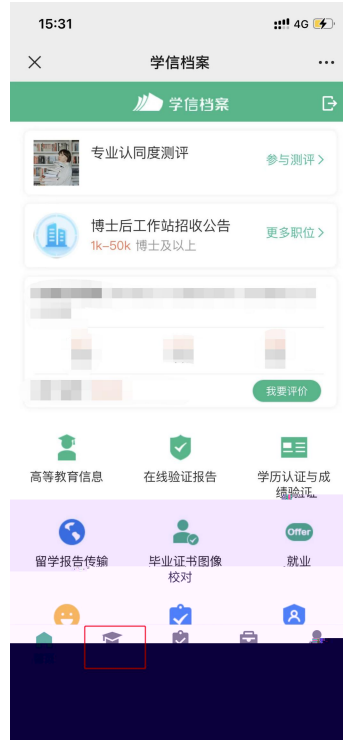 15:31
4G
学信档案
学信档案
专业认同度测评
参与测评
博士后工作站招收公告
1k-50k 博士及以上
更多职位
我要评价
高等教育信息
在线验证报告
学历认证与成
绩验证
留学报告传输
毕业证书图像
校对
Offer
就业